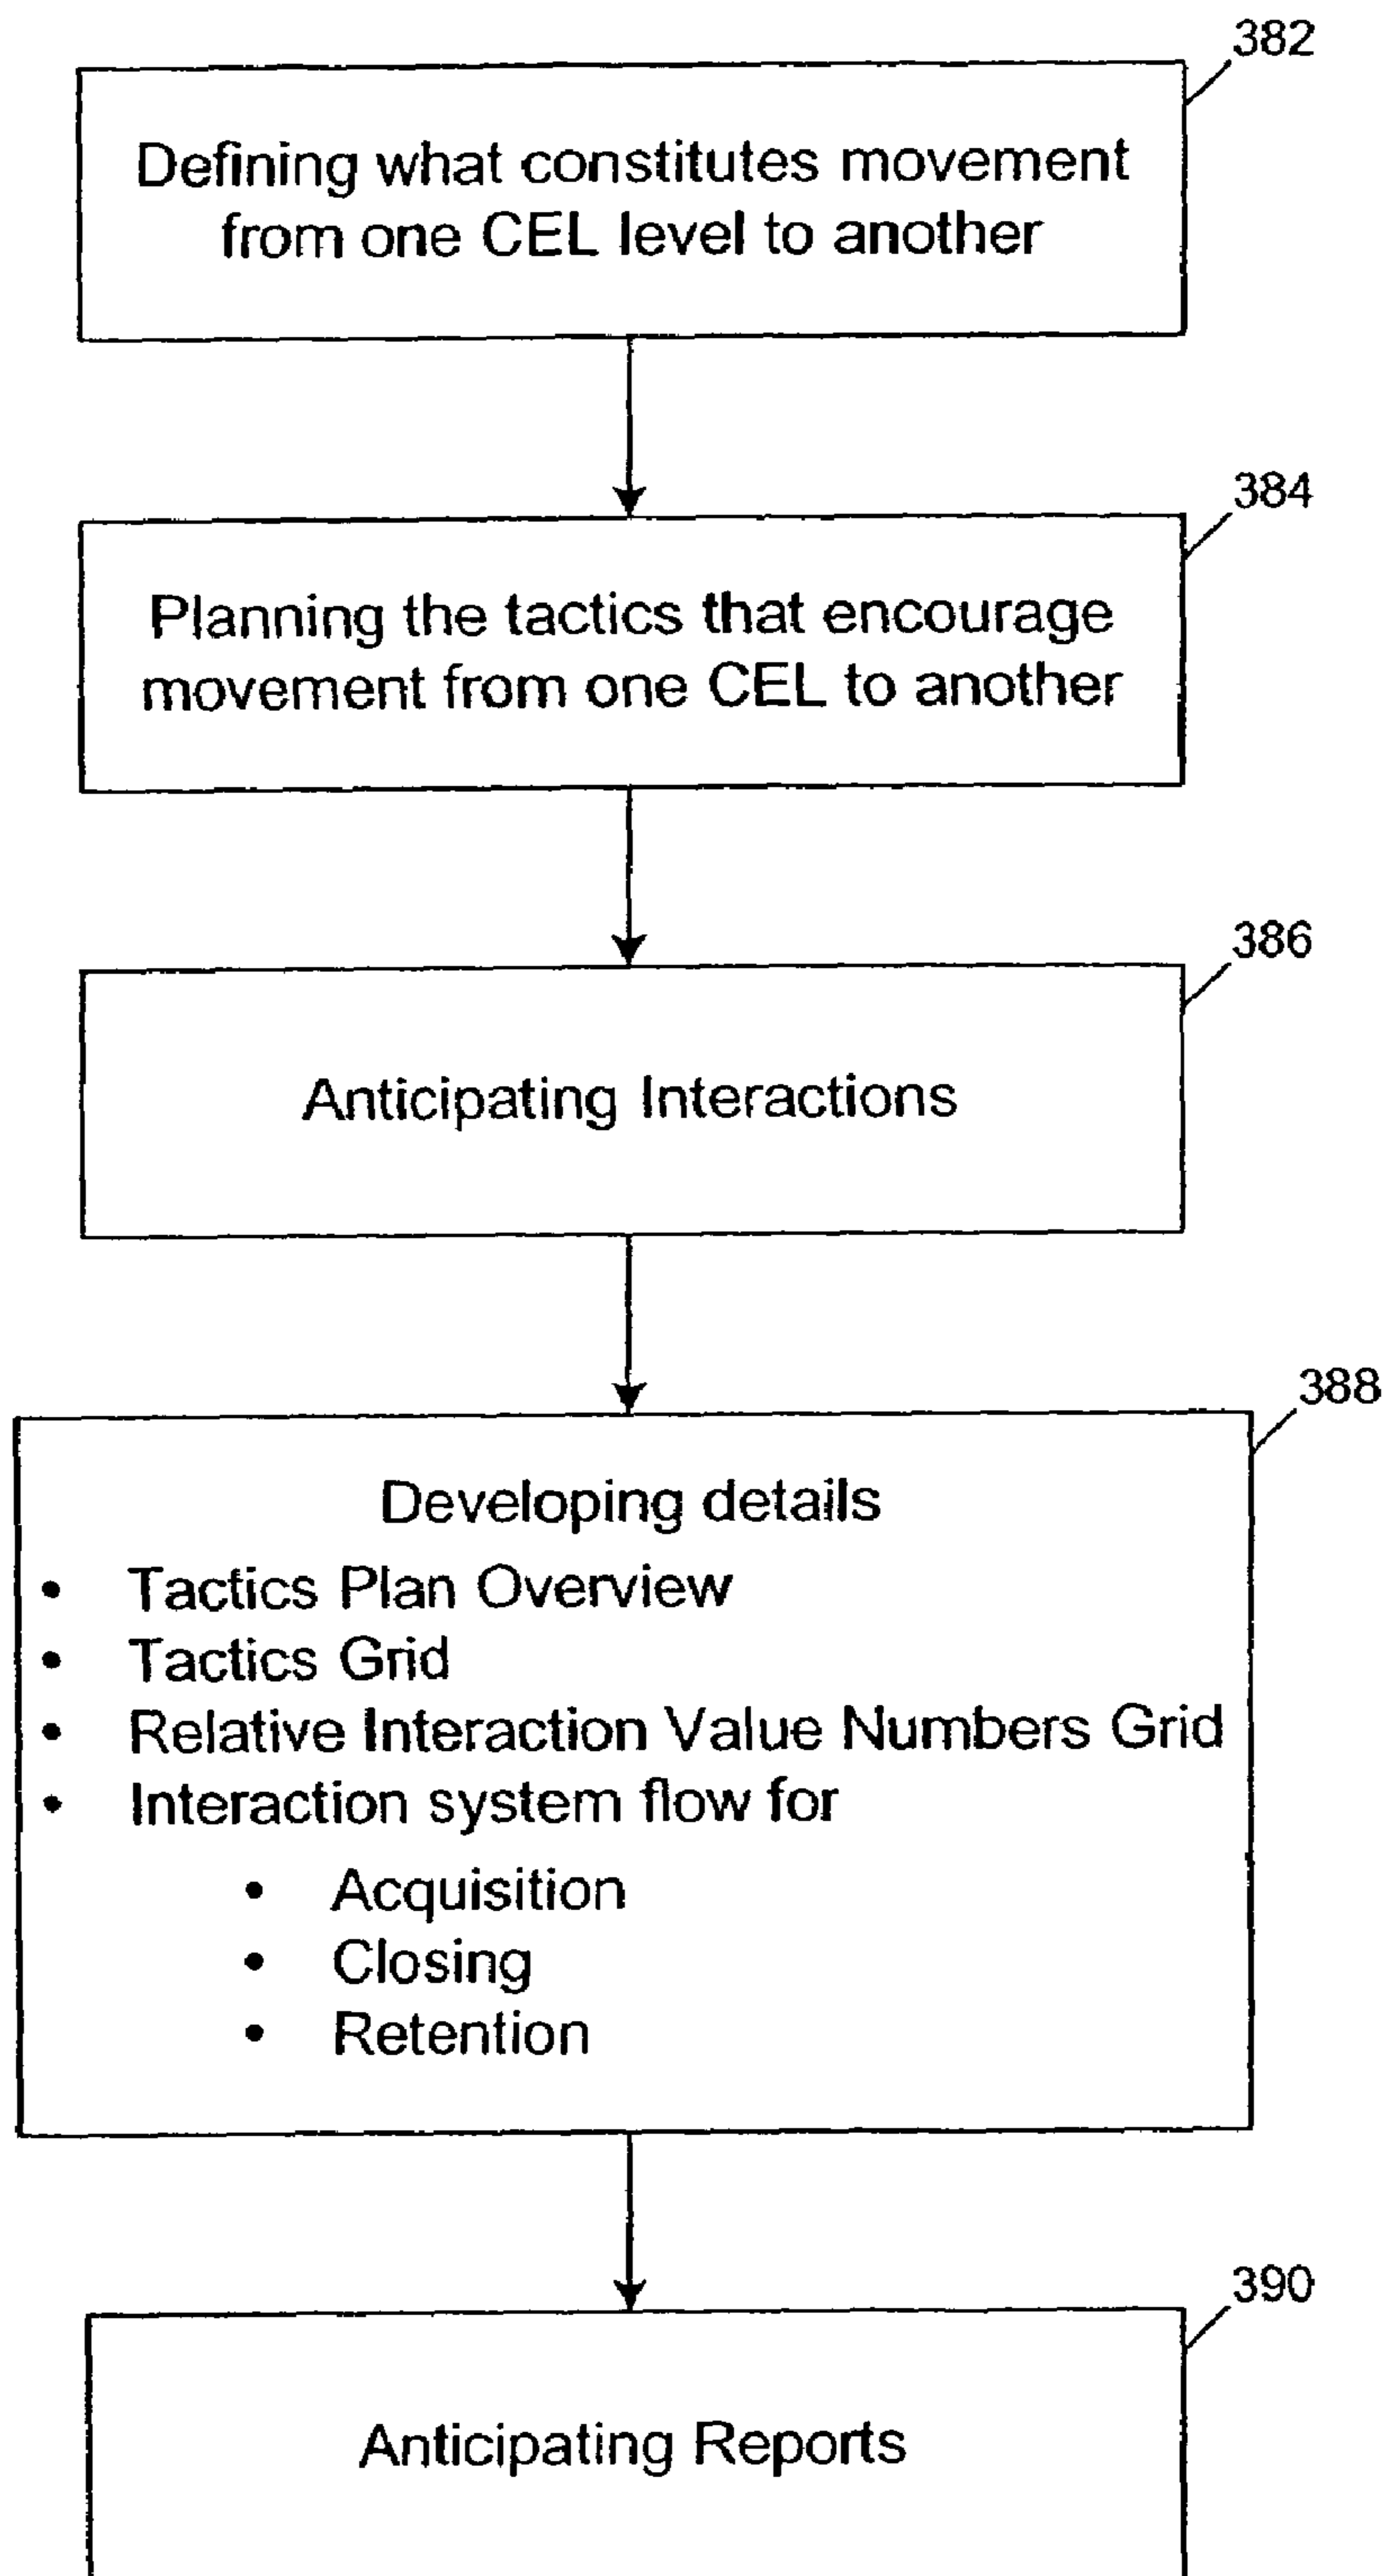 382
Defining what constitutes movement
from one CEL level to another
384
Planning the tactics that encourage
movement from one CEL to another
386
Anticipating Interactions
388
Developing details
• Tactics Plan Overview
• Tactics Grid
• Relative Interaction Value Numbers Grid
• Interaction system flow for
• Acquisition
• Closing
• Retention
390
Anticipating Reports